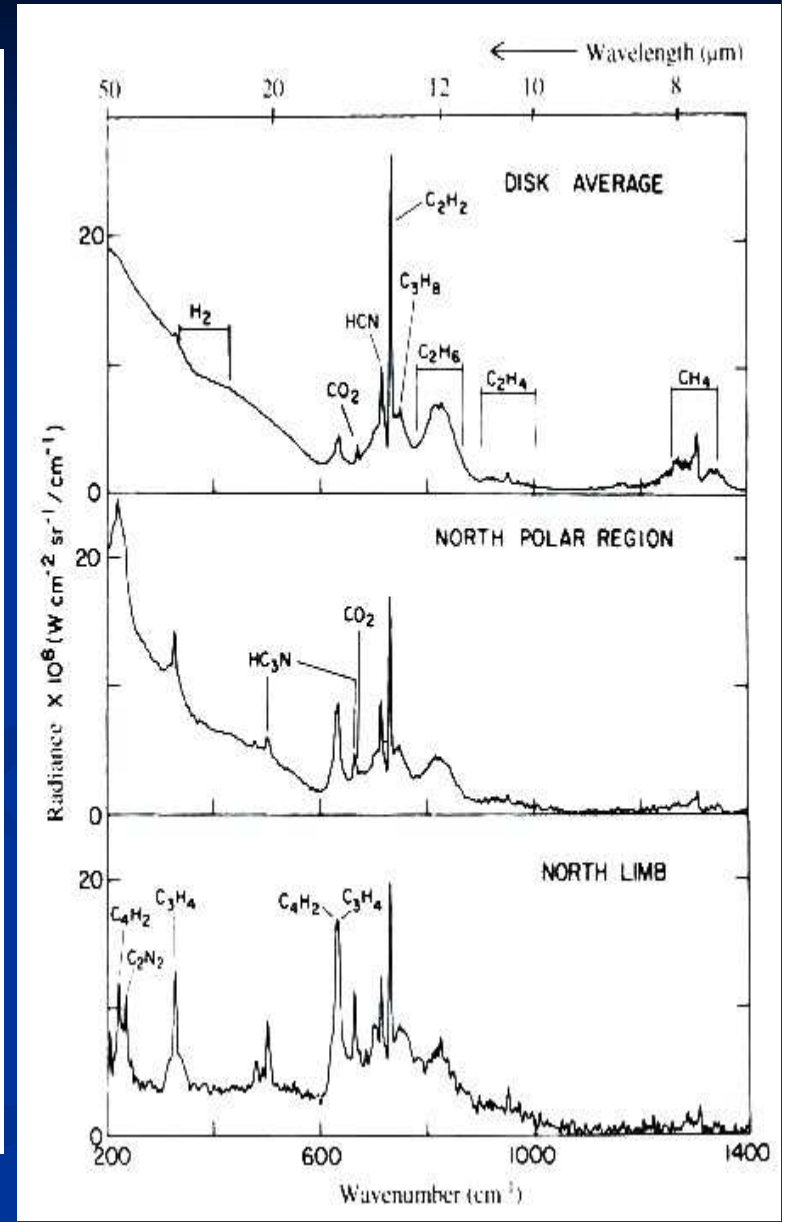 ← Wavelength (µm)
50 20 12 10 8
DISK AVERAGE
C₂H₂
20
C₃H₈
H₂
HCN
C₂H₆
C₂H₄
CH₄
CO₂
0
NORTH POLAR REGION
20
CO₂
HC₃N
0
NORTH LIMB
20
C₃H₄
C₄H₂
C₄H₂ C₃H₄
C₂N₂
0
Radiance X 10⁸ (W cm⁻² sr⁻¹/cm⁻¹)
200 600 1000 1400
Wavenumber (cm⁻¹)